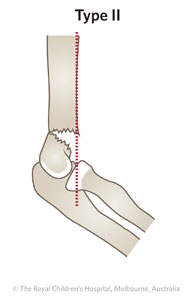 Type II
© The Royal Children's Hospital, Melbourne, Australia